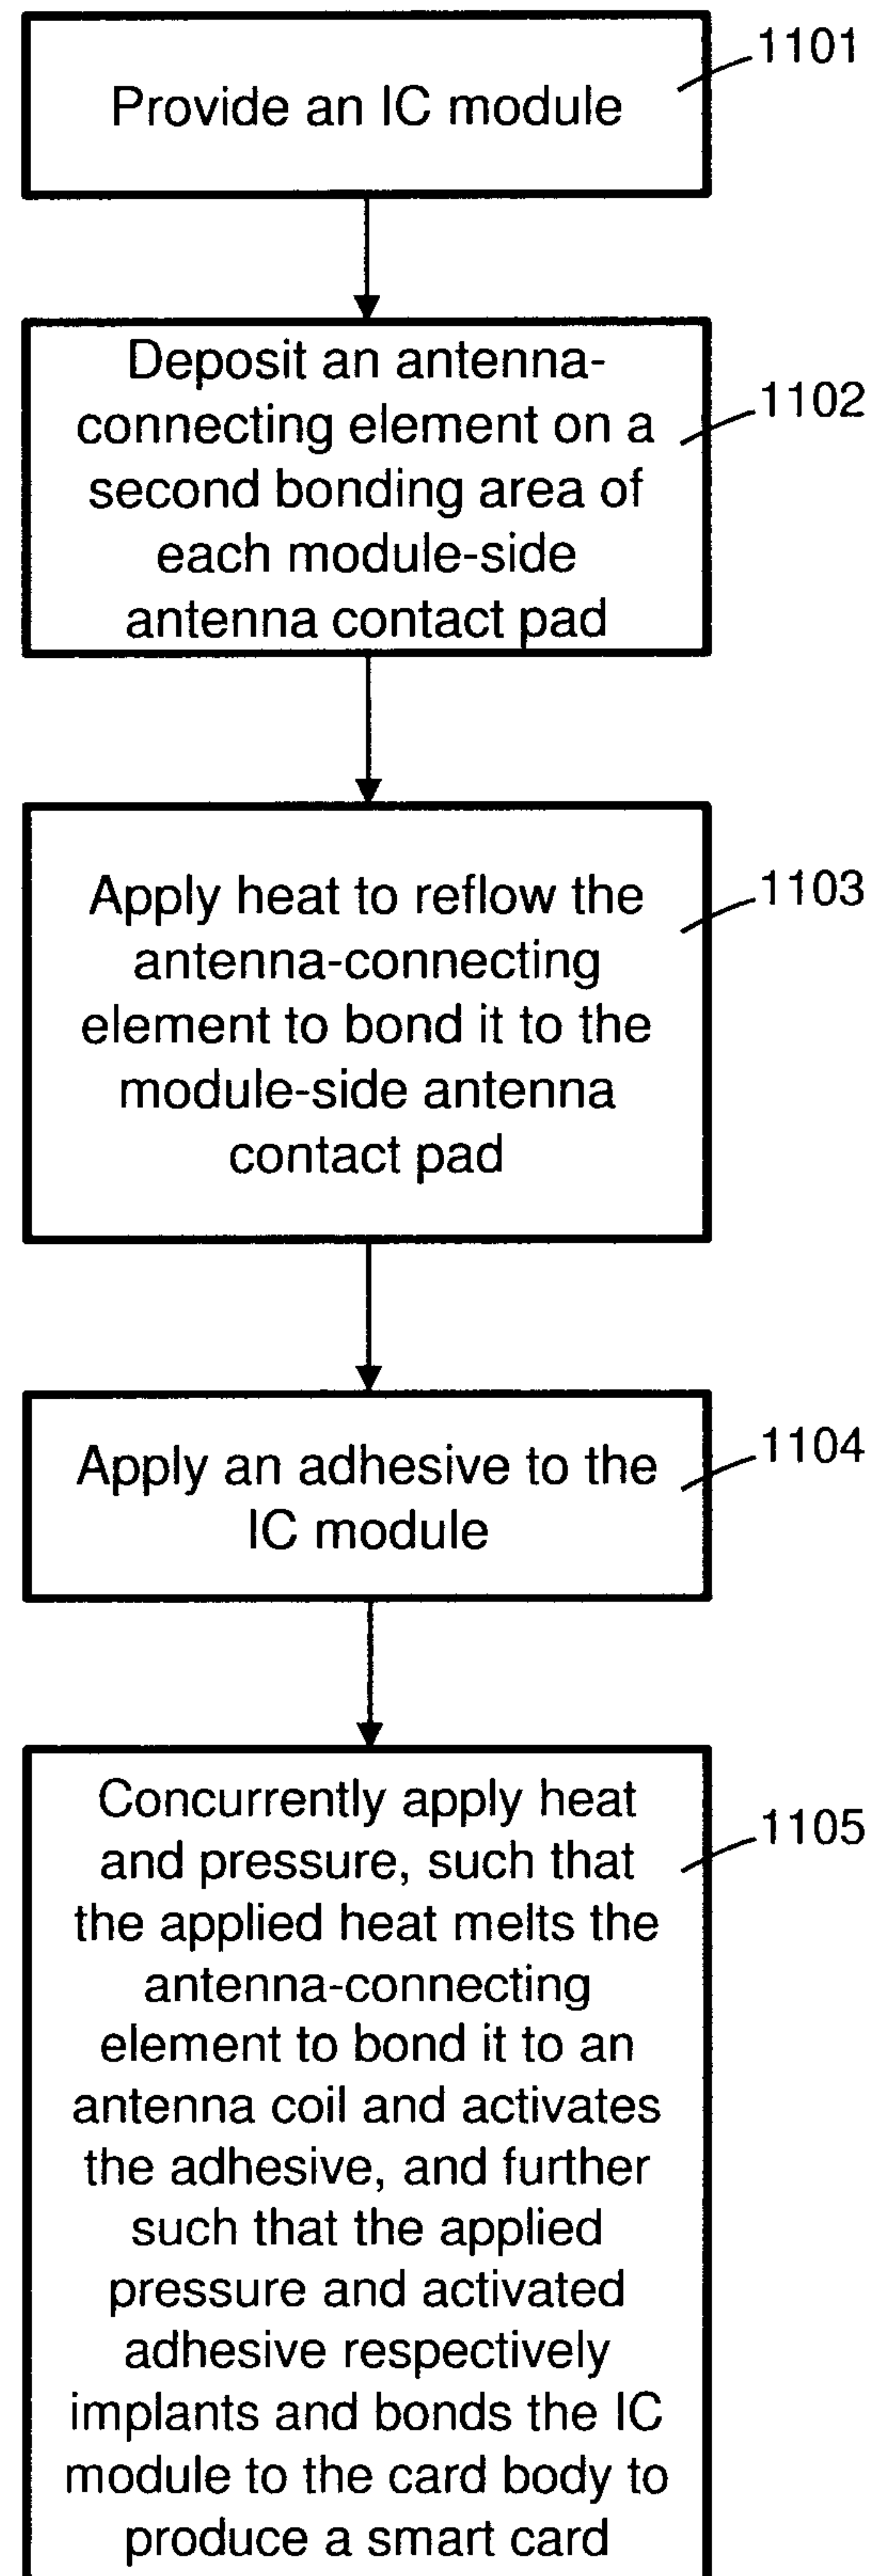 1101
Provide an IC module
1102
Deposit an antenna-
connecting element on a
second bonding area of
each module-side
antenna contact pad
1103
Apply heat to reflow the
antenna-connecting
element to bond it to the
module-side antenna
contact pad
1104
Apply an adhesive to the
IC module
1105
Concurrently apply heat
and pressure, such that
the applied heat melts the
antenna-connecting
element to bond it to an
antenna coil and activates
the adhesive, and further
such that the applied
pressure and activated
adhesive respectively
implants and bonds the IC
module to the card body to
produce a smart card